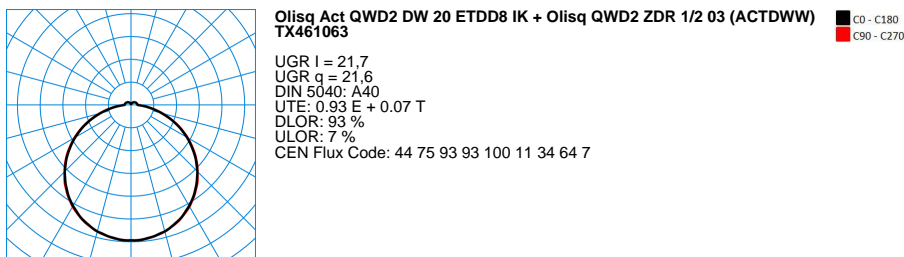 Olisq Act QWD2 DW 20 ETDD8 IK + Olisq QWD2 ZDR 1/2 03 (ACTDWW)
TX461063
UGR l = 21,7
UGR q = 21,6
DIN 5040: A40
UTE: 0.93 E + 0.07 T
DLOR: 93 %
ULOR: 7 %
CEN Flux Code: 44 75 93 93 100 11 34 64 7
C0 - C180
C90 - C270